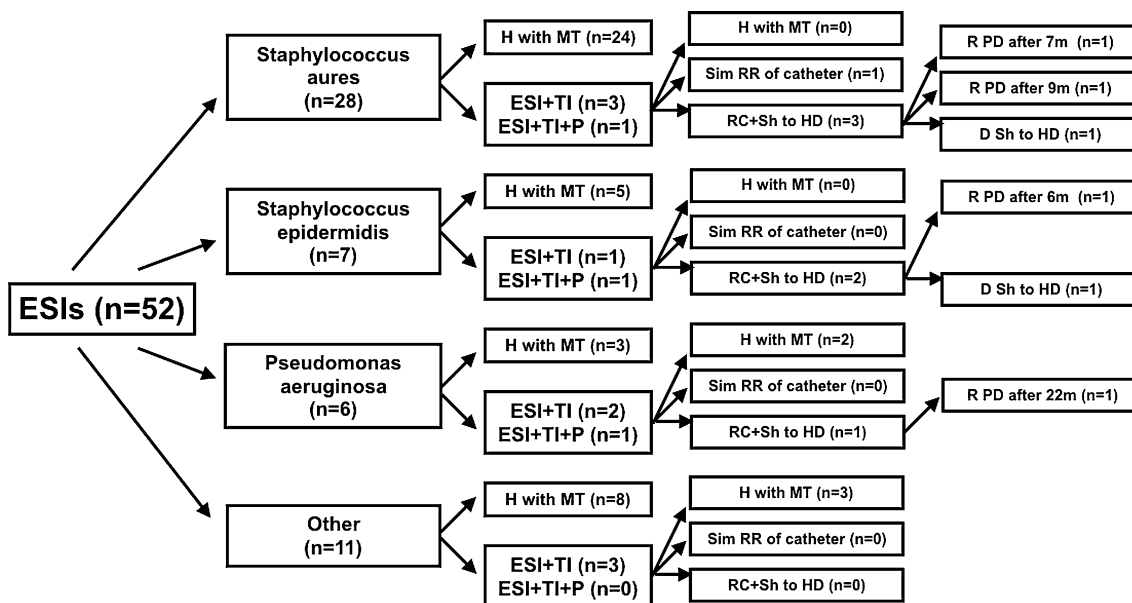 ESIs (n=52)
Staphylococcus
aures
(n=28)
H with MT (n=24)
ESI+TI (n=3)
ESI+TI+P (n=1)
H with MT (n=0)
Sim RR of catheter (n=1)
RC+Sh to HD (n=3)
R PD after 7m (n=1)
R PD after 9m (n=1)
D Sh to HD (n=1)
Staphylococcus
epidermidis
(n=7)
H with MT (n=5)
ESI+TI (n=1)
ESI+TI+P (n=1)
H with MT (n=0)
Sim RR of catheter (n=0)
RC+Sh to HD (n=2)
R PD after 6m (n=1)
D Sh to HD (n=1)
Pseudomonas
aeruginosa
(n=6)
H with MT (n=3)
ESI+TI (n=2)
ESI+TI+P (n=1)
H with MT (n=2)
Sim RR of catheter (n=0)
RC+Sh to HD (n=1)
R PD after 22m (n=1)
Other
(n=11)
H with MT (n=8)
ESI+TI (n=3)
ESI+TI+P (n=0)
H with MT (n=3)
Sim RR of catheter (n=0)
RC+Sh to HD (n=0)